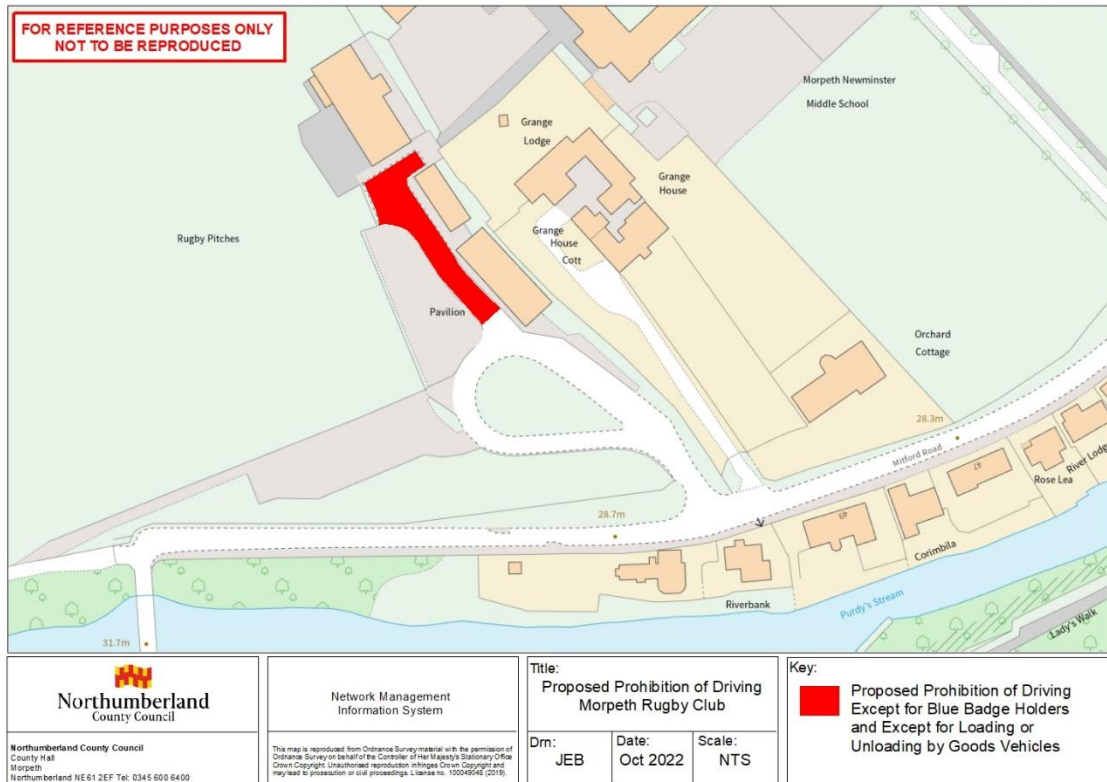 FOR REFERENCE PURPOSES ONLY
NOT TO BE REPRODUCED
Morpeth Newminster
Middle School
Grange
Lodge
Grange
House
Rugby Pitches
Grange
House
Cott
Pavilion
Orchard
Cottage
28.3m
Mitford Road
47
River Lodge
Rose Lea
28.7m
49
Corimbila
Riverbank
Purdy's Stream
Lady's Walk
31.7m
Northumberland
County Council
Northumberland County Council
County Hall
Morpeth
Northumberland NE61 2EF Tel: 0345 600 6400
Network Management
Information System
This map is reproduced from Ordnance Survey material with the permission of
Ordnance Survey on behalf of the Controller of Her Majesty's Stationary Office
Crown Copyright. Unauthorised reproduction infringes Crown Copyright and
may lead to prosecution or civil proceedings. License no. 100049048 (2019).
Title:
Proposed Prohibition of Driving
Morpeth Rugby Club
Drn:
JEB
Date:
Oct 2022
Scale:
NTS
Key:
Proposed Prohibition of Driving
Except for Blue Badge Holders
and Except for Loading or
Unloading by Goods Vehicles